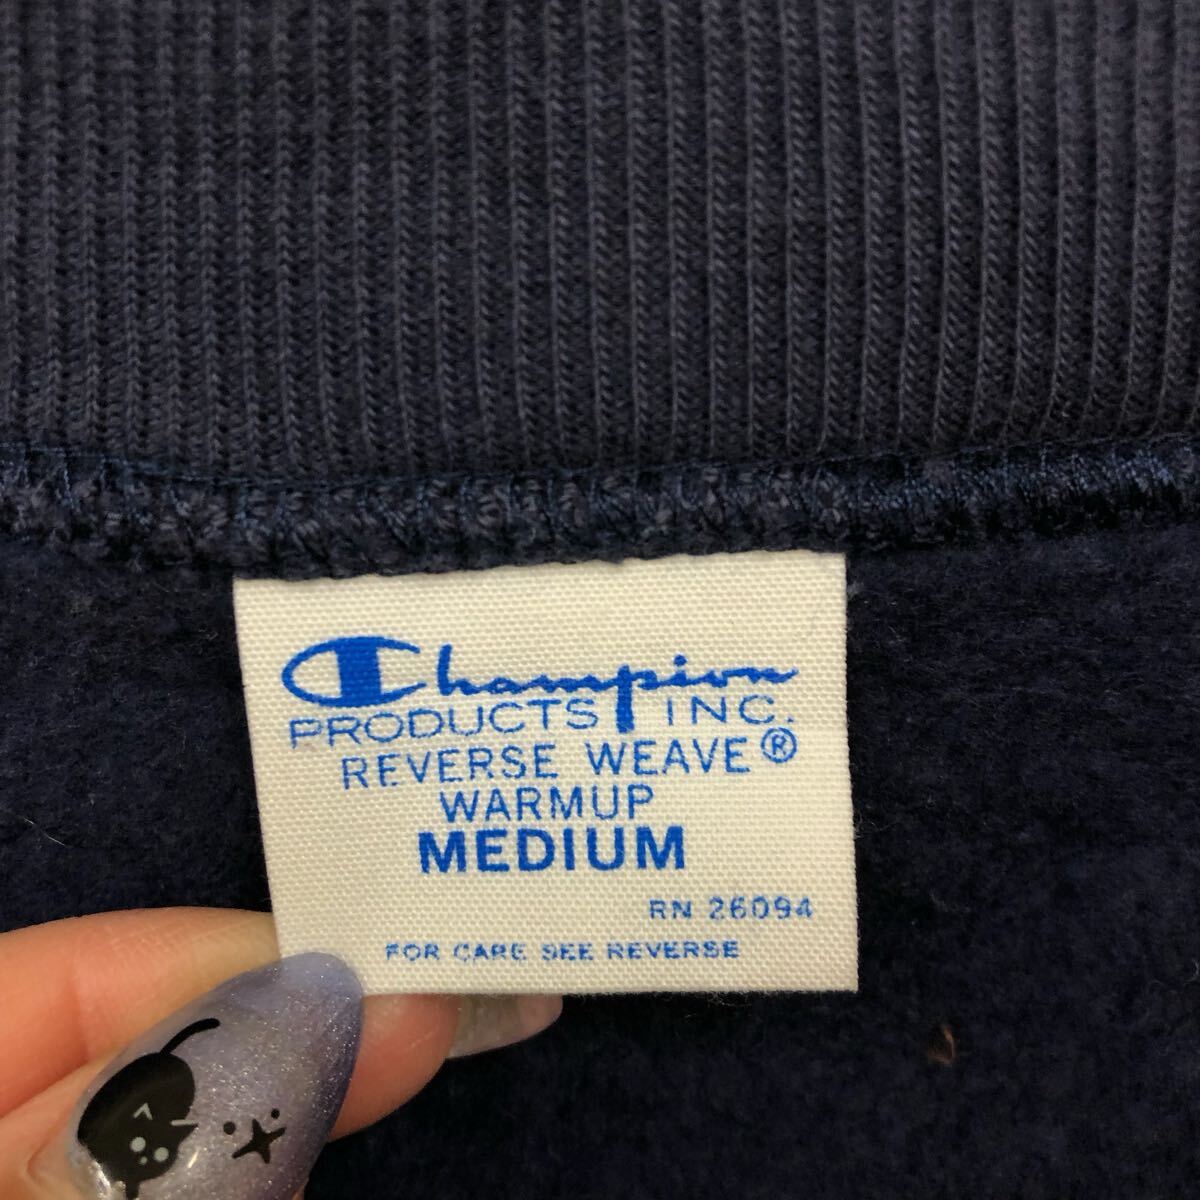 Champion
PRODUCTS INC.
REVERSE WEAVE®
WARMUP
MEDIUM
RN 26094
FOR CARE SEE REVERSE